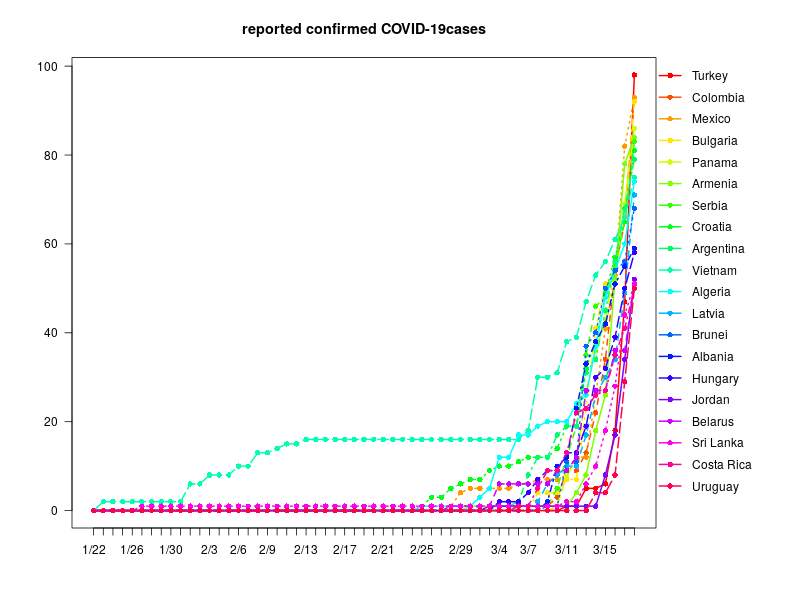 reported confirmed COVID-19cases
100
80
60
40
20
0
1/22
1/26
1/30
2/3
2/6
2/9
2/13
2/17
2/21
2/25
2/29
3/4
3/7
3/11
3/15
Turkey
Colombia
Mexico
Bulgaria
Panama
Armenia
Serbia
Croatia
Argentina
Vietnam
Algeria
Latvia
Brunei
Albania
Hungary
Jordan
Belarus
Sri Lanka
Costa Rica
Uruguay